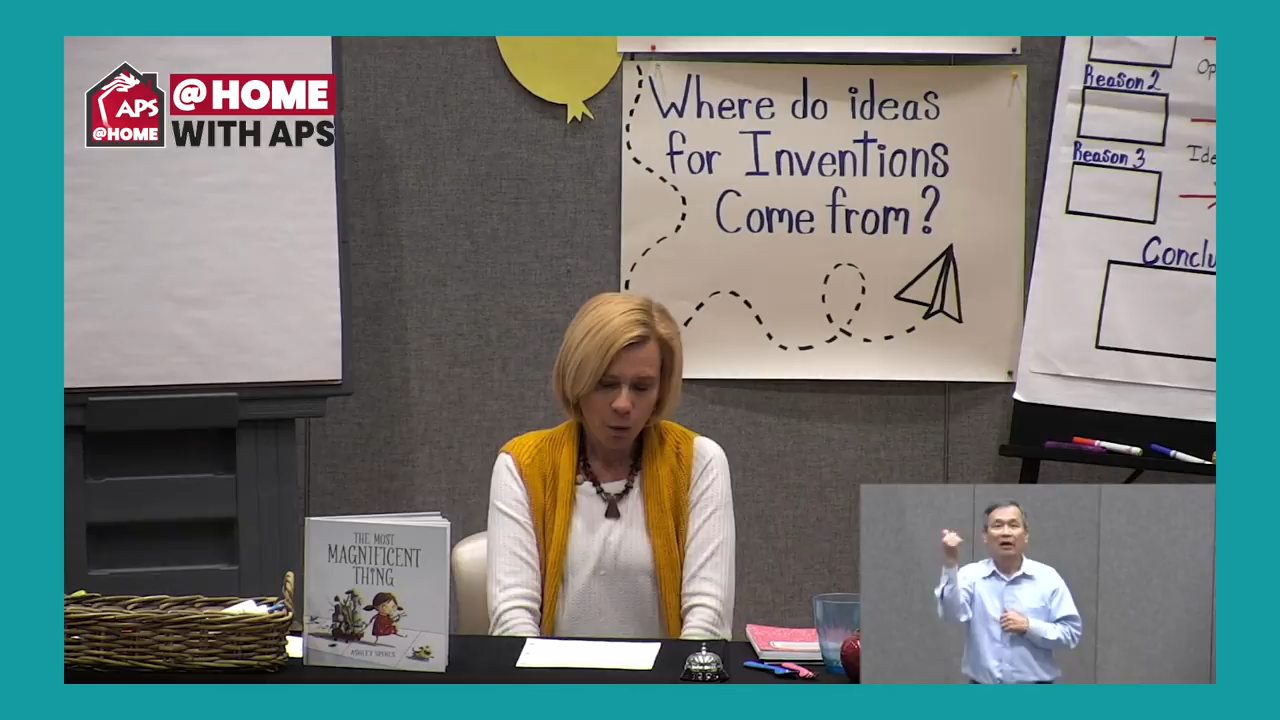 APS
@HOME
@HOME
WITH APS
Where do ideas
for Inventions
Come from?
Reason 2
Reason 3
THE MOST
MAGNIFICENT
THING
ASHLEY SPIRES